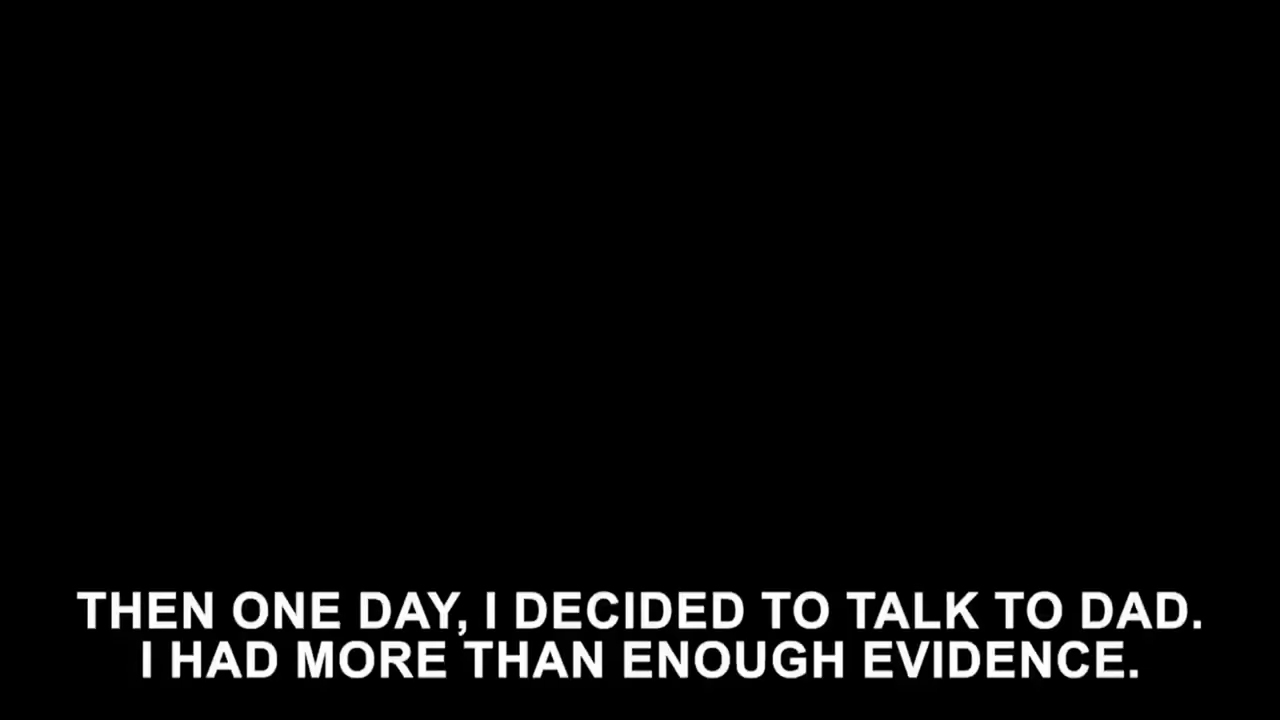 THEN ONE DAY, I DECIDED TO TALK TO DAD.
I HAD MORE THAN ENOUGH EVIDENCE.